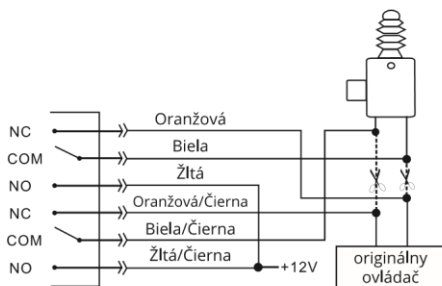 NC
Oranžová
COM
Biela
NO
Žltá
NC
Oranžová/Čierna
COM
Biela/Čierna
NO
Žltá/Čierna
+12V
originálny
ovládač